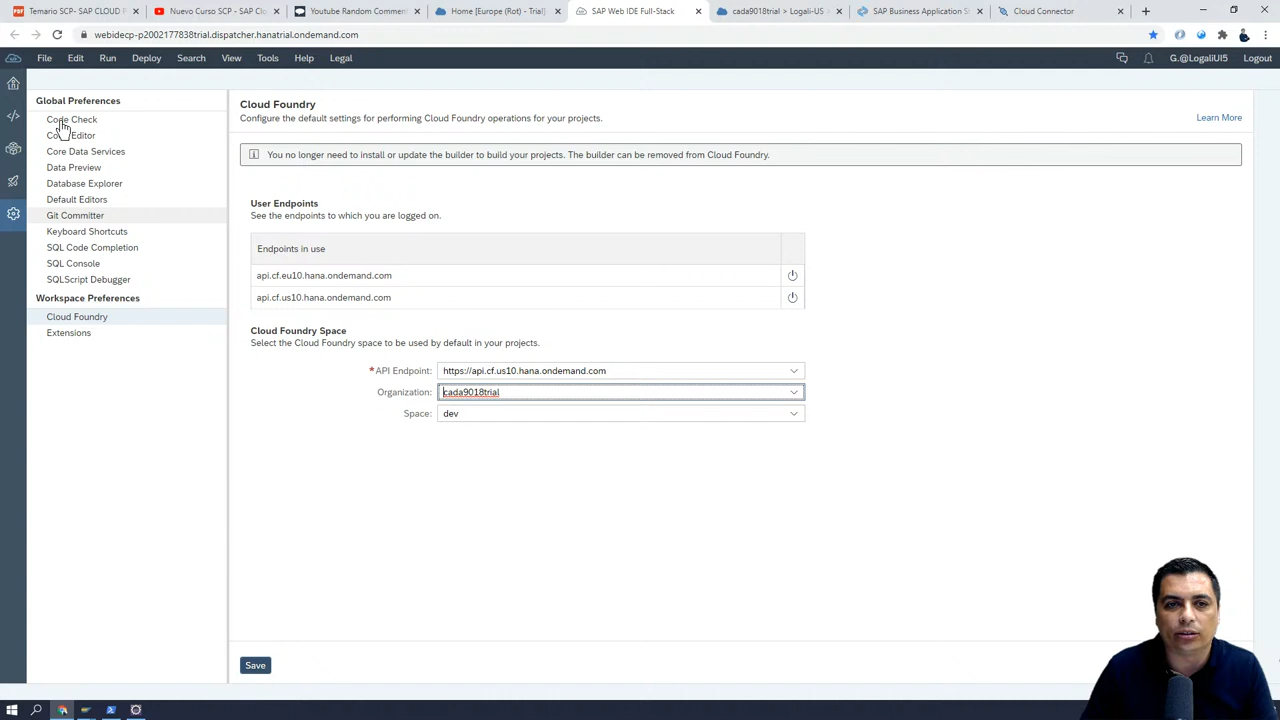 Temario SCP- SAP CLOUD P
Nuevo Curso SCP - SAP Clo
Youtube Random Comment
Home [Europe (Rot) - Trial]
SAP Web IDE Full-Stack
cada9018trial > Logali-US
SAP Business Application S
Cloud Connector
webidecp-p2002177838trial.dispatcher.hanatrial.ondemand.com
File Edit Run Deploy Search View Tools Help Legal
G.@LogaliUI5 Logout
Global Preferences
Code Check
Editor
Core Data Services
Data Preview
Database Explorer
Default Editors
Git Committer
Keyboard Shortcuts
SQL Code Completion
SQL Console
SQLScript Debugger
Workspace Preferences
Cloud Foundry
Extensions
Cloud Foundry
Configure the default settings for performing Cloud Foundry operations for your projects.
Learn More
You no longer need to install or update the builder to build your projects. The builder can be removed from Cloud Foundry.
User Endpoints
See the endpoints to which you are logged on.
Endpoints in use
api.cf.eu10.hana.ondemand.com
api.cf.us10.hana.ondemand.com
Cloud Foundry Space
Select the Cloud Foundry space to be used by default in your projects.
*API Endpoint: https://api.cf.us10.hana.ondemand.com
Organization: cada9018trial
Space: dev
Save